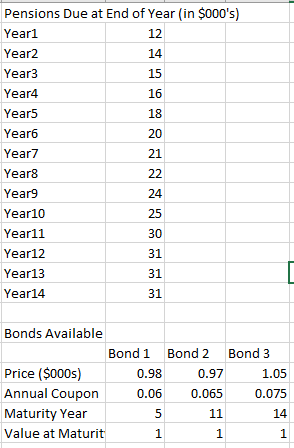 Pensions Due at End of Year (in $000's)
Year1 12
Year2 14
Year3 15
Year4 16
Year5 18
Year6 20
Year7 21
Year8 22
Year9 24
Year10 25
Year11 30
Year12 31
Year13 31
Year14 31
Bonds Available
Bond 1 Bond 2 Bond 3
Price ($000s) 0.98 0.97 1.05
Annual Coupon 0.06 0.065 0.075
Maturity Year 5 11 14
Value at Maturit 1 1 1